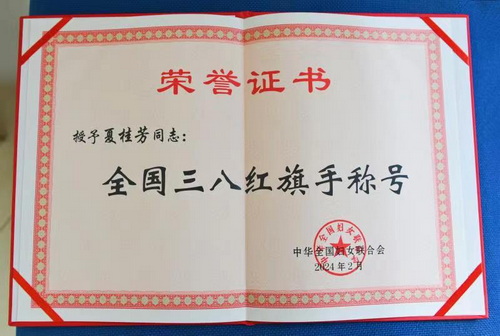 荣誉证书
授予夏桂芳同志：
全国三八红旗手称号
中华全国妇女联合会
2024年2月